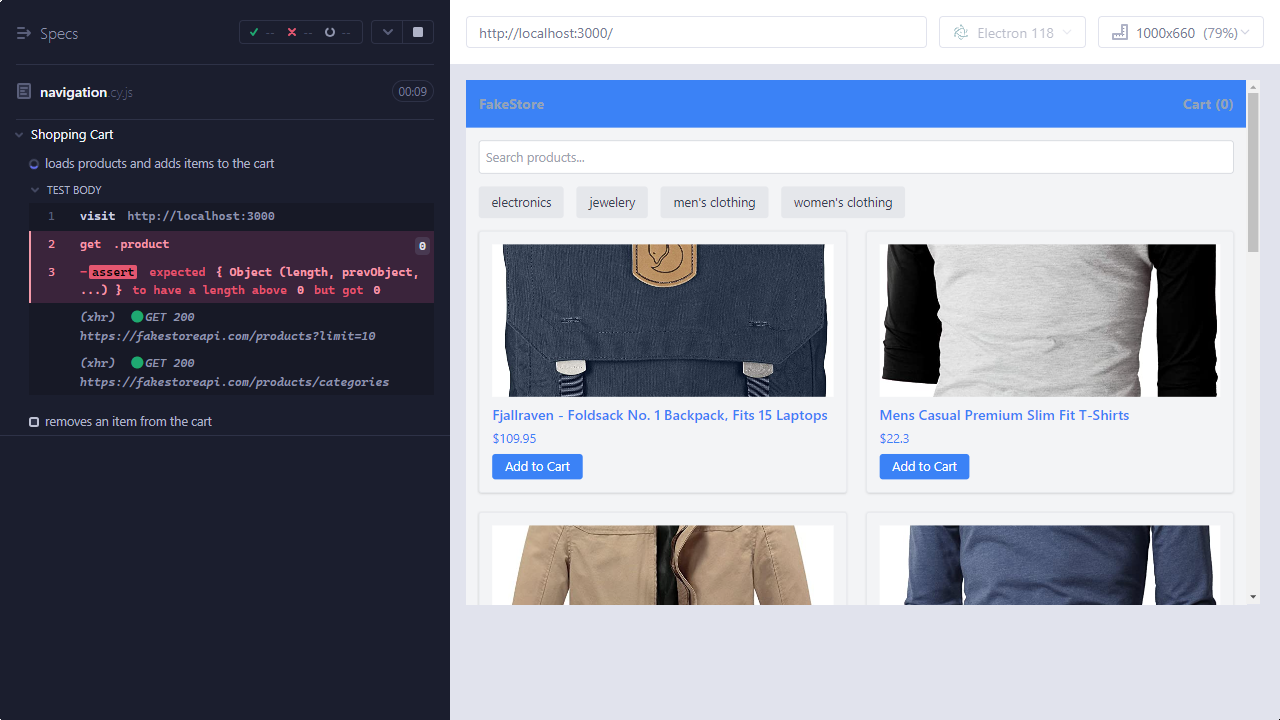 Specs
-- -- --
navigation.cy.js 00:09
Shopping Cart
loads products and adds items to the cart
TEST BODY
1 visit http://localhost:3000
2 get .product 0
3 -assert expected { Object (length, prevObject,
...) } to have a length above 0 but got 0
(xhr) GET 200
https://fakestoreapi.com/products?limit=10
(xhr) GET 200
https://fakestoreapi.com/products/categories
removes an item from the cart
http://localhost:3000/
Electron 118
1000x660 (79%)
FakeStore
Cart (0)
Search products...
electronics
jewelery
men's clothing
women's clothing
Fjallraven - Foldsack No. 1 Backpack, Fits 15 Laptops
$109.95
Add to Cart
Mens Casual Premium Slim Fit T-Shirts
$22.3
Add to Cart